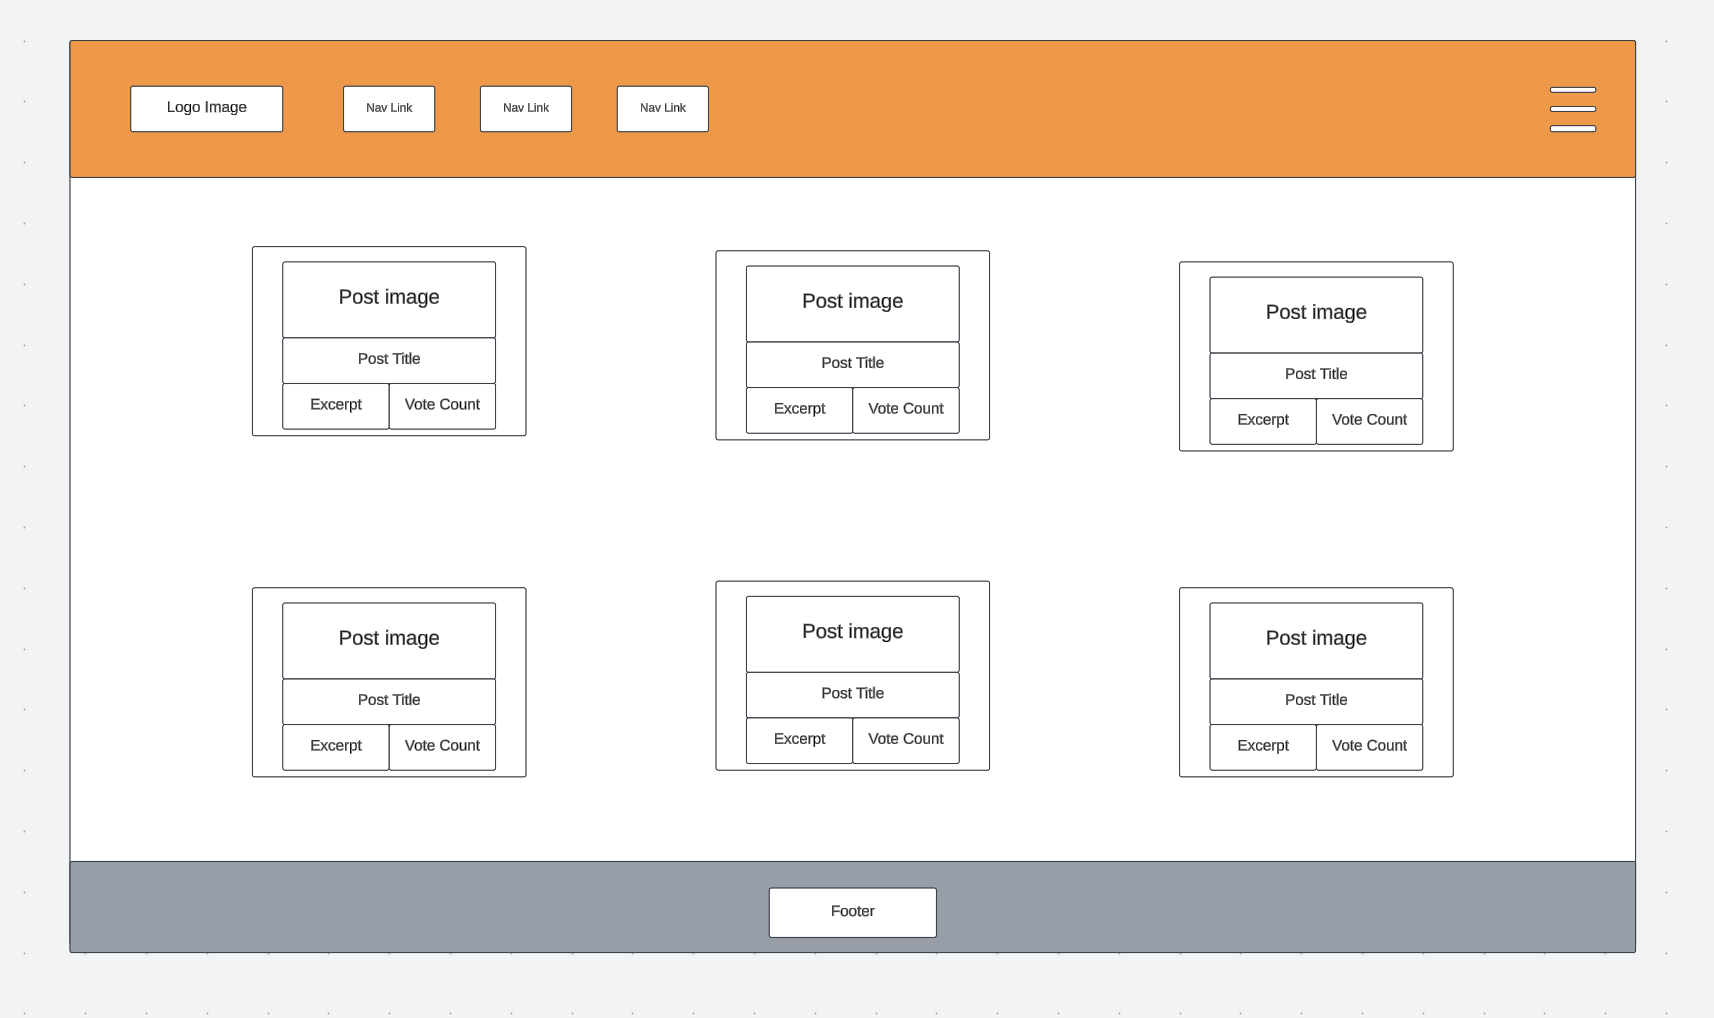 Logo Image
Nav Link
Nav Link
Nav Link
Post image
Post Title
Excerpt
Vote Count
Post image
Post Title
Excerpt
Vote Count
Post image
Post Title
Excerpt
Vote Count
Post image
Post Title
Excerpt
Vote Count
Post image
Post Title
Excerpt
Vote Count
Post image
Post Title
Excerpt
Vote Count
Footer